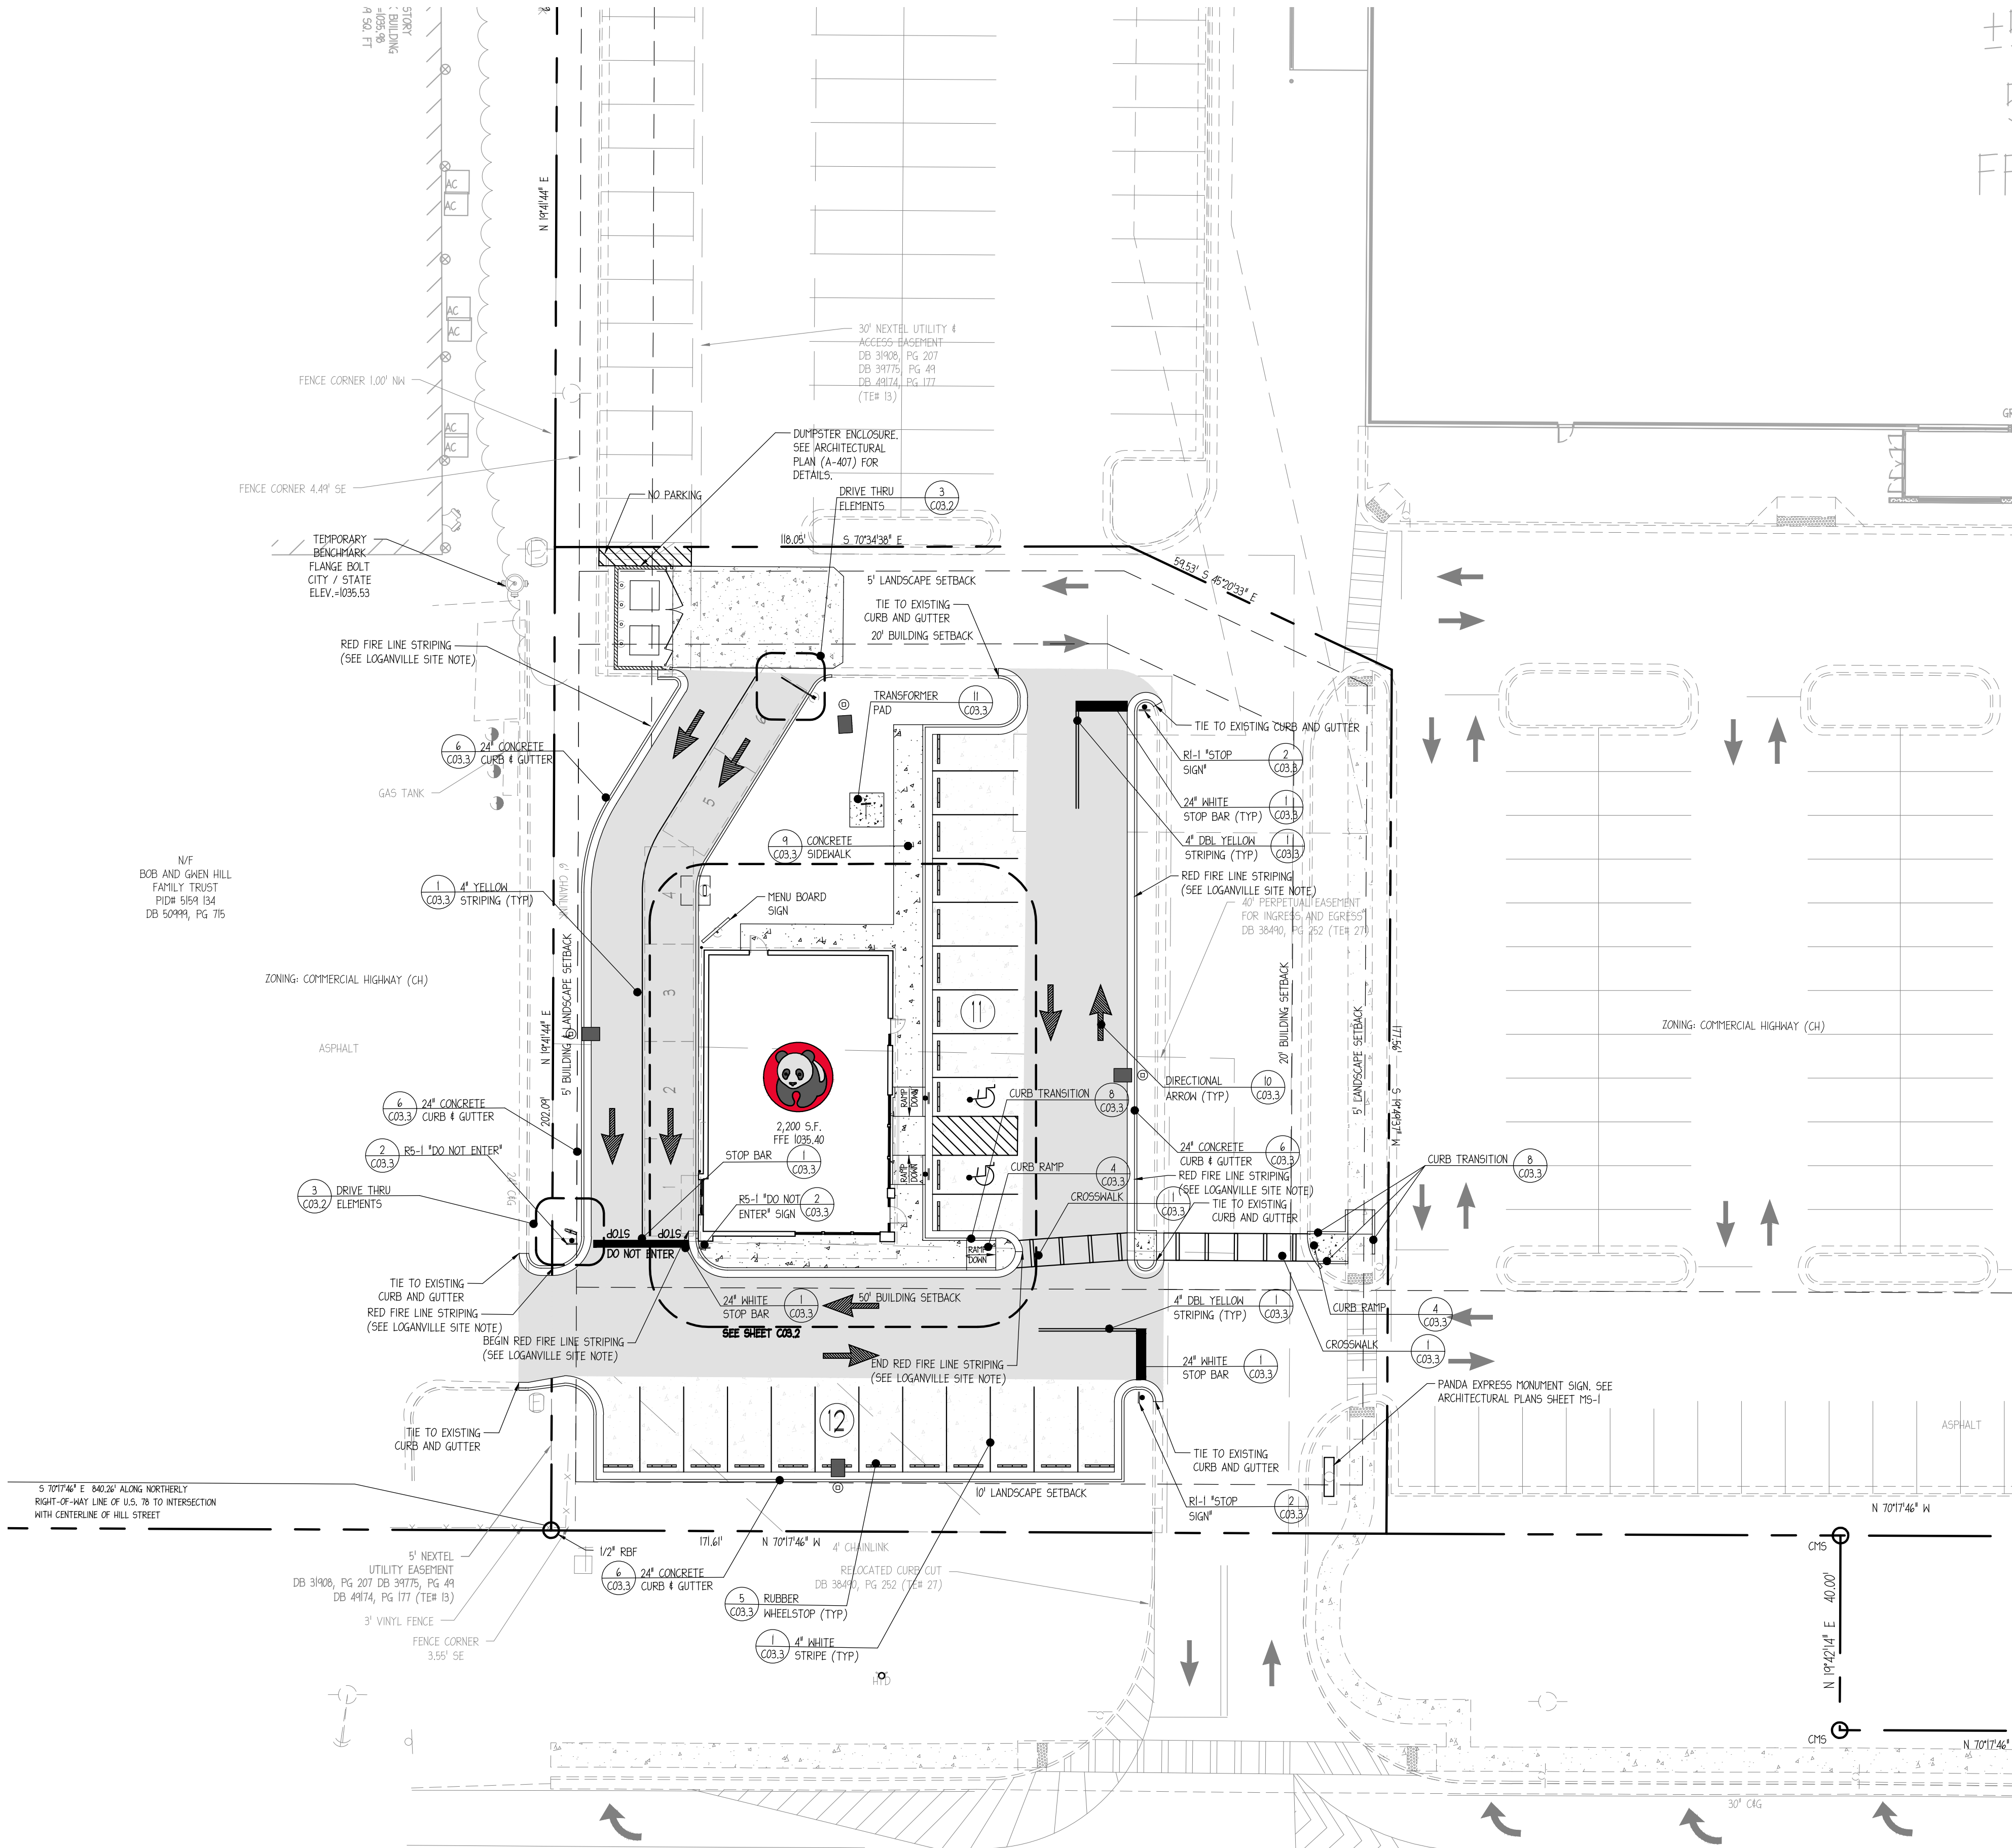 STORY
BUILDING
=1035.98
SQ. FT
N 19°41'44" E
AC
AC
AC
AC
AC
AC
30' NEXTEL UTILITY &
ACCESS EASEMENT
DB 31908, PG 207
DB 39775, PG 49
DB 49174, PG 177
(TE# 13)
FENCE CORNER 1.00' NW
FENCE CORNER 4.49' SE
DUMPSTER ENCLOSURE.
SEE ARCHITECTURAL
PLAN (A-407) FOR
DETAILS.
NO PARKING
DRIVE THRU
ELEMENTS
3
C03.2
TEMPORARY
BENCHMARK
FLANGE BOLT
CITY / STATE
ELEV.=1035.53
118.05' S 70°34'38" E
59.53' S 45°20'33" E
5' LANDSCAPE SETBACK
TIE TO EXISTING
CURB AND GUTTER
20' BUILDING SETBACK
RED FIRE LINE STRIPING
(SEE LOGANVILLE SITE NOTE)
TRANSFORMER
PAD
11
C03.3
6
C03.3
24" CONCRETE
CURB & GUTTER
GAS TANK
TIE TO EXISTING CURB AND GUTTER
R1-1 "STOP
SIGN"
2
C03.3
24" WHITE
STOP BAR (TYP)
1
C03.3
4" DBL YELLOW
STRIPING (TYP)
1
C03.3
9
C03.3
CONCRETE
SIDEWALK
N/F
BOB AND GWEN HILL
FAMILY TRUST
PID# 5159 134
DB 50999, PG 715
1
C03.3
4" YELLOW
STRIPING (TYP)
6' CHAINLINK
MENU BOARD
SIGN
RED FIRE LINE STRIPING
(SEE LOGANVILLE SITE NOTE)
40' PERPETUAL EASEMENT
FOR INGRESS AND EGRESS
DB 38490, PG 252 (TE# 27)
6
5
4
3
2
1
ZONING: COMMERCIAL HIGHWAY (CH)
ASPHALT
N 19°41'44" E
202.09'
5' BUILDING & LANDSCAPE SETBACK
11
20' BUILDING SETBACK
5' LANDSCAPE SETBACK
177.56' S 19°49'37" W
ZONING: COMMERCIAL HIGHWAY (CH)
DIRECTIONAL
ARROW (TYP)
10
C03.3
CURB TRANSITION
8
C03.3
6
C03.3
24" CONCRETE
CURB & GUTTER
2,200 S.F.
FFE 1035.40
RAMP
DOWN
RAMP
DOWN
2
C03.3
R5-1 "DO NOT ENTER"
STOP BAR
1
C03.3
CURB RAMP
4
C03.3
24" CONCRETE
CURB & GUTTER
6
C03.3
CURB TRANSITION
8
C03.3
3
C03.2
DRIVE THRU
ELEMENTS
24" C&G
R5-1 "DO NOT
ENTER" SIGN
2
C03.3
CROSSWALK
1
C03.3
RED FIRE LINE STRIPING
(SEE LOGANVILLE SITE NOTE)
TIE TO EXISTING
CURB AND GUTTER
STOP
STOP
DO NOT ENTER
RAMP
DOWN
TIE TO EXISTING
CURB AND GUTTER
RED FIRE LINE STRIPING
(SEE LOGANVILLE SITE NOTE)
24" WHITE
STOP BAR
1
C03.3
50' BUILDING SETBACK
SEE SHEET C03.2
4" DBL YELLOW
STRIPING (TYP)
1
C03.3
CURB RAMP
4
C03.3
CROSSWALK
1
C03.3
BEGIN RED FIRE LINE STRIPING
(SEE LOGANVILLE SITE NOTE)
END RED FIRE LINE STRIPING
(SEE LOGANVILLE SITE NOTE)
24" WHITE
STOP BAR
1
C03.3
PANDA EXPRESS MONUMENT SIGN. SEE
ARCHITECTURAL PLANS SHEET MS-1
12
TIE TO EXISTING
CURB AND GUTTER
TIE TO EXISTING
CURB AND GUTTER
ASPHALT
S 70°17'46" E 840.26' ALONG NORTHERLY
RIGHT-OF-WAY LINE OF U.S. 78 TO INTERSECTION
WITH CENTERLINE OF HILL STREET
10' LANDSCAPE SETBACK
R1-1 "STOP
SIGN"
2
C03.3
N 70°17'46" W
1/2" RBF
171.61' N 70°17'46" W
4' CHAINLINK
CMS
5' NEXTEL
UTILITY EASEMENT
DB 31908, PG 207 DB 39775, PG 49
DB 49174, PG 177 (TE# 13)
6
C03.3
24" CONCRETE
CURB & GUTTER
RELOCATED CURB CUT
DB 38490, PG 252 (TE# 27)
5
C03.3
RUBBER
WHEELSTOP (TYP)
3' VINYL FENCE
FENCE CORNER
3.55' SE
1
C03.3
4" WHITE
STRIPE (TYP)
N 19°42'14" E 40.00'
HYD
CMS
N 70°17'46"
30" C&G